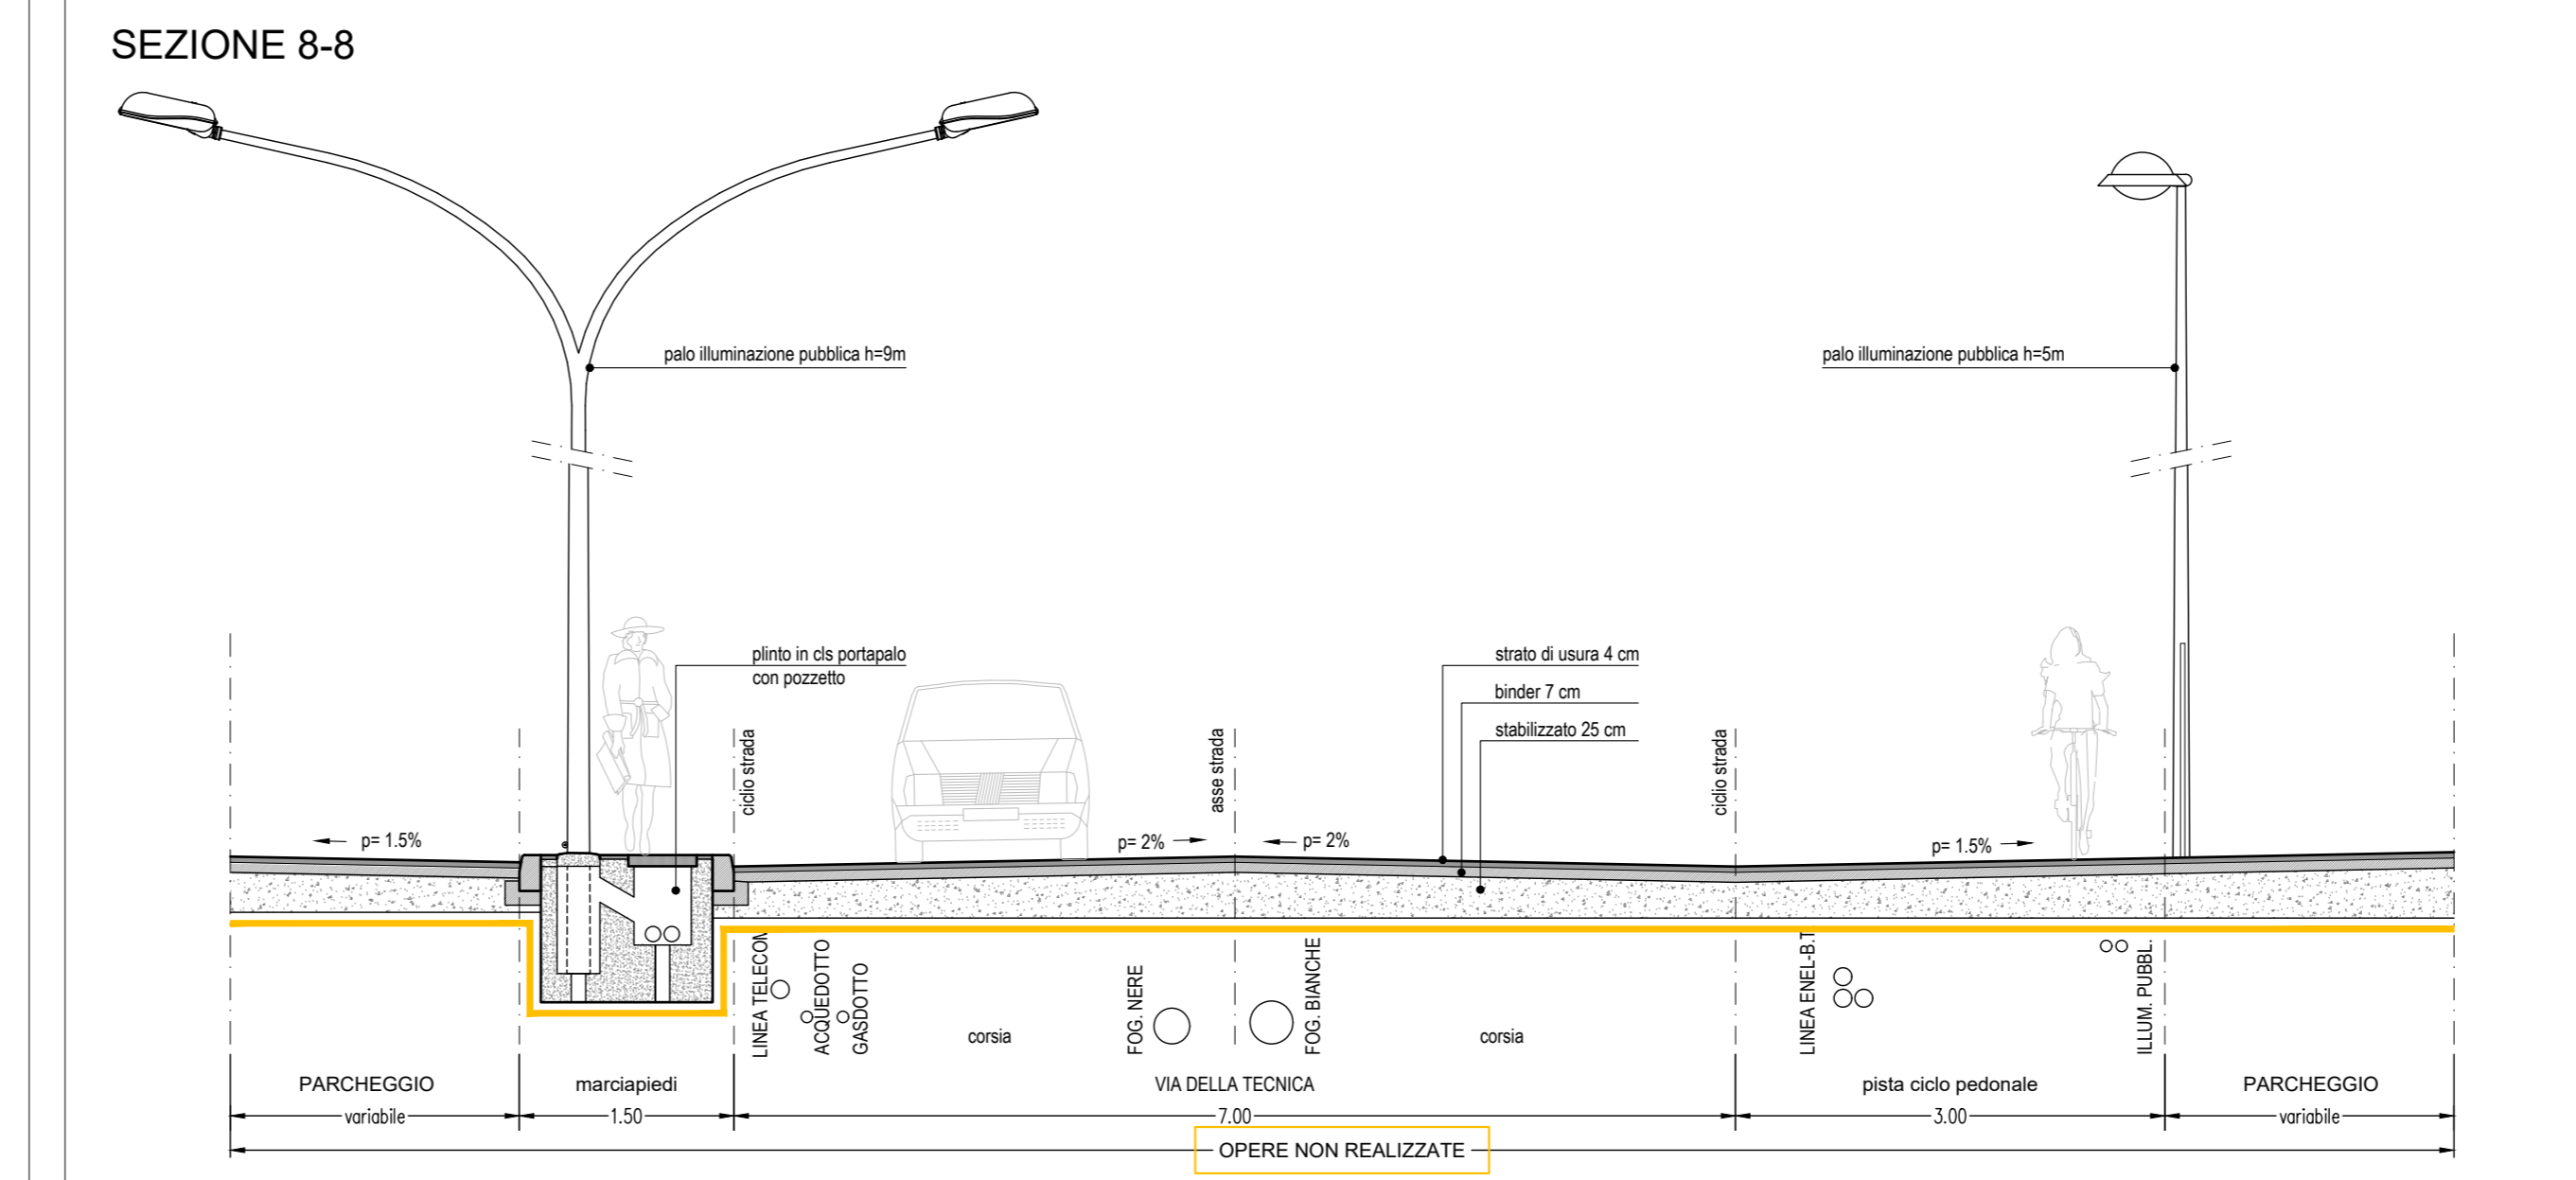 SEZIONE 8-8
palo illuminazione pubblica h=9m
palo illuminazione pubblica h=5m
plinto in cls portapalo
con pozzetto
strato di usura 4 cm
binder 7 cm
stabilizzato 25 cm
ciclio strada
asse strada
ciclio strada
p= 1.5%
p= 2%
p= 2%
p= 1.5%
LINEA TELECOM
ACQUEDOTTO
GASDOTTO
corsia
FOG. NERE
FOG. BIANCHE
corsia
LINEA ENEL-B.T
ILLUM. PUBBL.
PARCHEGGIO
marciapiedi
VIA DELLA TECNICA
pista ciclo pedonale
PARCHEGGIO
variabile
1.50
7.00
3.00
variabile
OPERE NON REALIZZATE